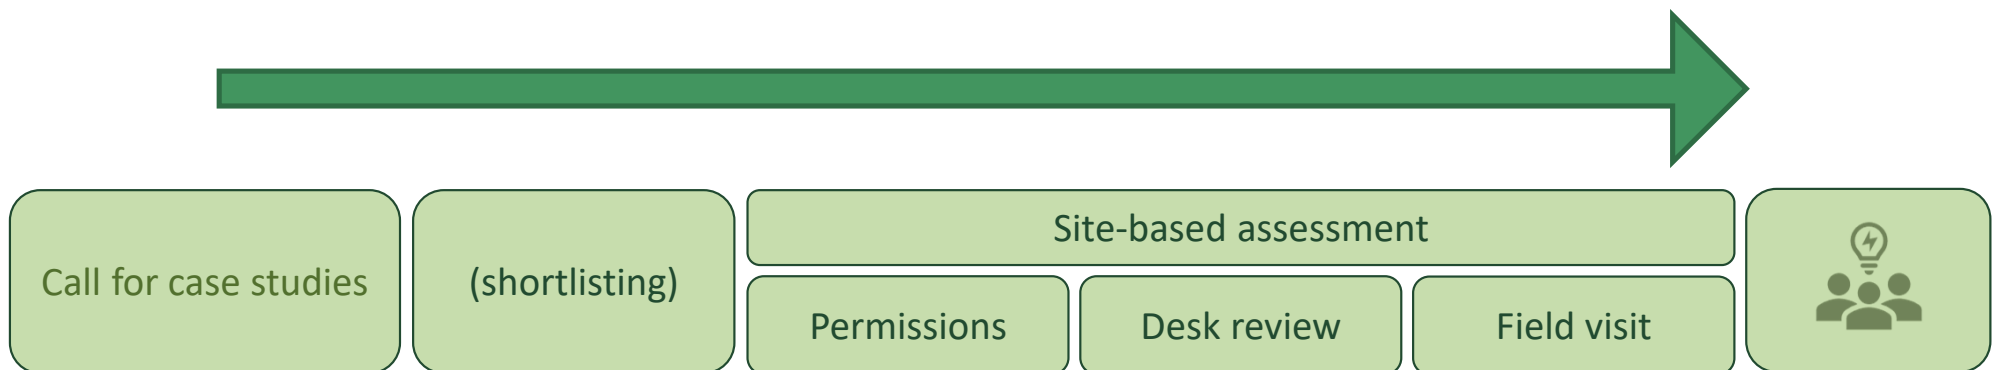 Call for case studies
(shortlisting)
Site-based assessment
Permissions
Desk review
Field visit